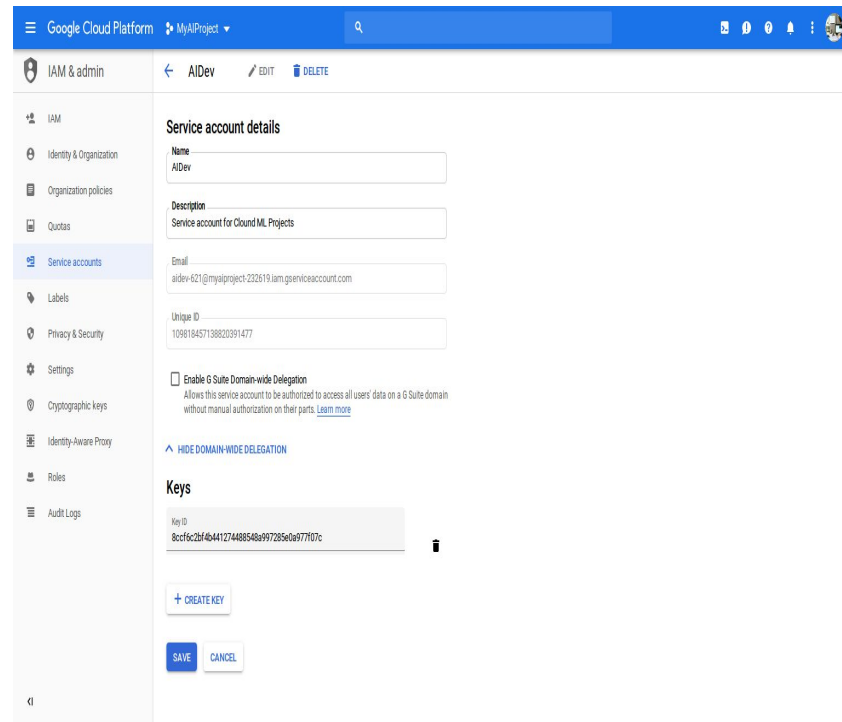 Google Cloud Platform MyAIProject
IAM & admin
AIDev EDIT DELETE
IAM
Identity & Organization
Organization policies
Quotas
Service accounts
Labels
Privacy & Security
Settings
Cryptographic keys
Identity-Aware Proxy
Roles
Audit Logs
Service account details
Name
AIDev
Description
Service account for Clound ML Projects
Email
aidev-621@myaiproject-232619.iam.gserviceaccount.com
Unique ID
109818457138820391477
Enable G Suite Domain-wide Delegation
Allows this service account to be authorized to access all users' data on a G Suite domain
without manual authorization on their parts. Learn more
HIDE DOMAIN-WIDE DELEGATION
Keys
Key ID
8ccf6c2bf4b441274488548a997285e0a977f07c
+ CREATE KEY
SAVE CANCEL